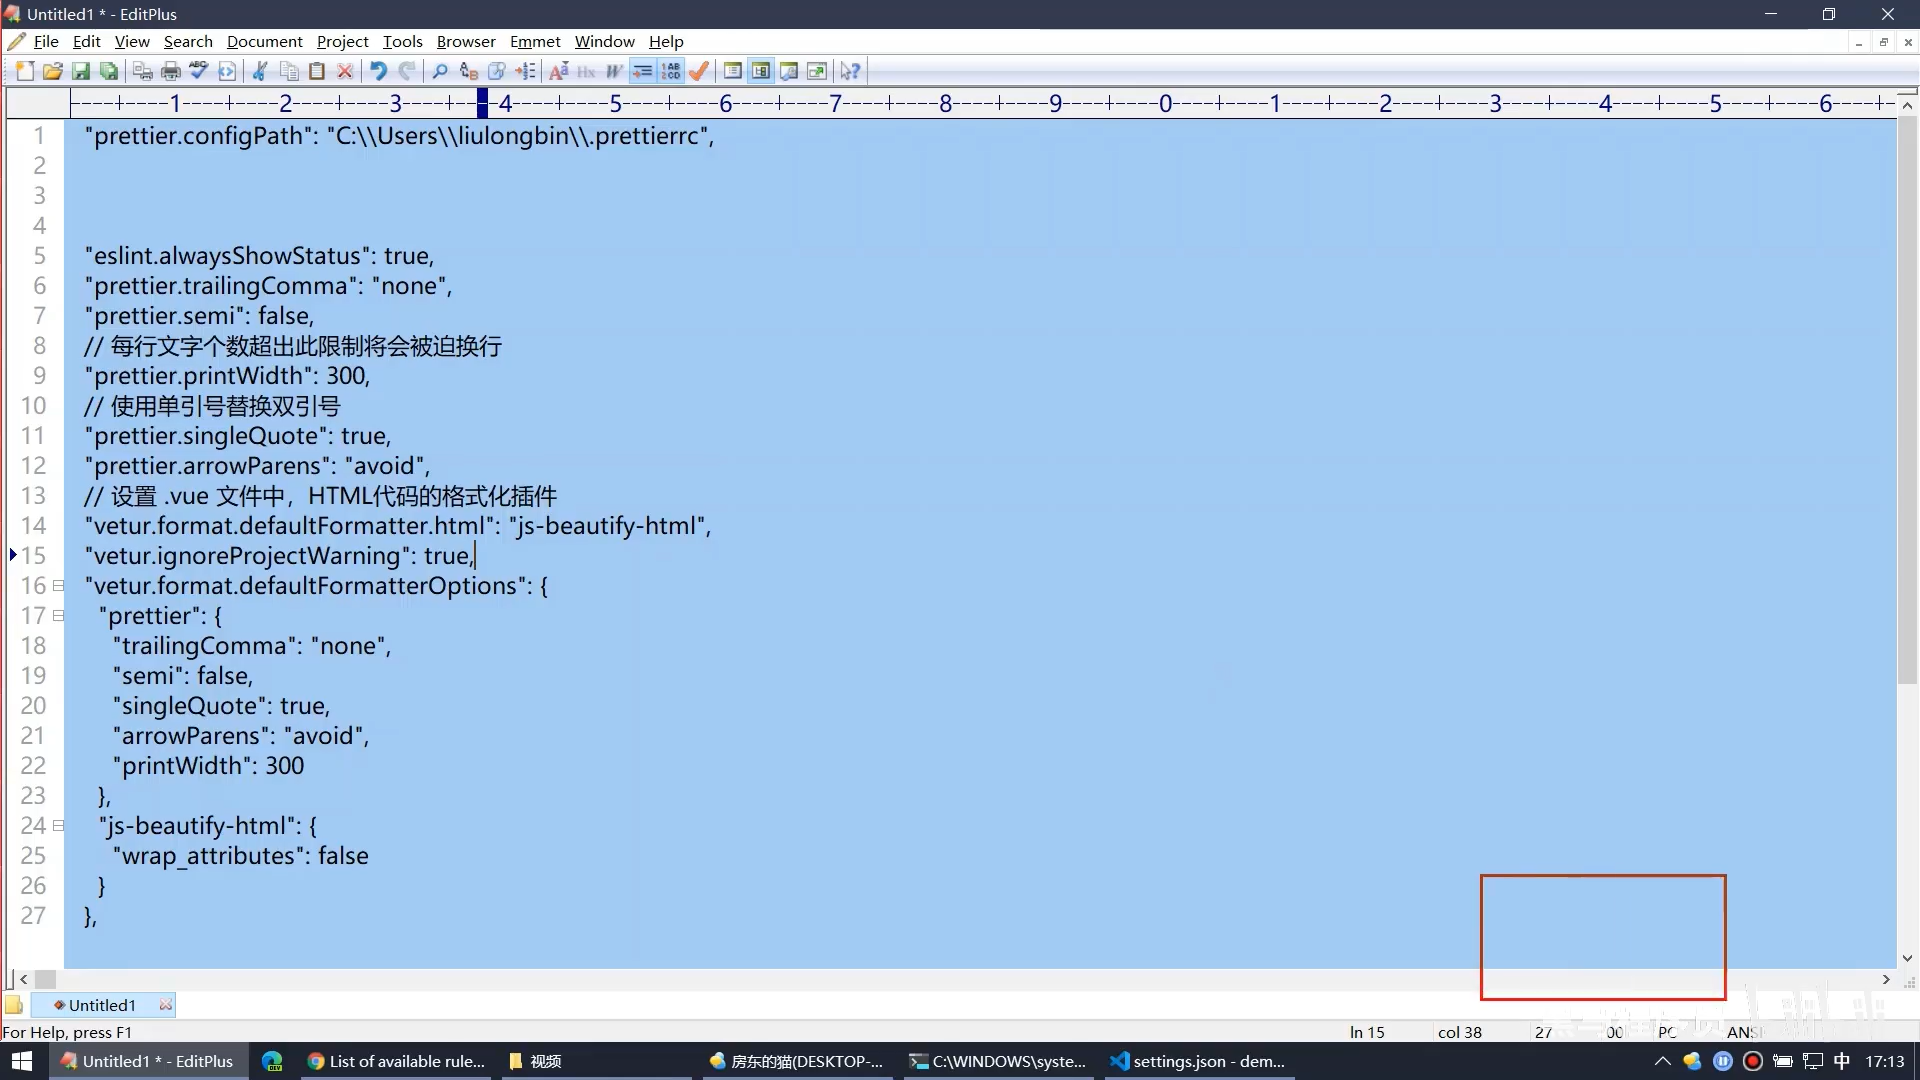 Untitled1 * - EditPlus
File Edit View Search Document Project Tools Browser Emmet Window Help
----+----1----+----2----+----3----+----4----+----5----+----6----+----7----+----8----+----9----+----0----+----1----+----2----+----3----+----4----+----5----+----6----+-
1 "prettier.configPath": "C:\\Users\\liulongbin\\.prettierrc",
2
3
4
5 "eslint.alwaysShowStatus": true,
6 "prettier.trailingComma": "none",
7 "prettier.semi": false,
8 // 每行文字个数超出此限制将会被迫换行
9 "prettier.printWidth": 300,
10 // 使用单引号替换双引号
11 "prettier.singleQuote": true,
12 "prettier.arrowParens": "avoid",
13 // 设置 .vue 文件中，HTML代码的格式化插件
14 "vetur.format.defaultFormatter.html": "js-beautify-html",
15 "vetur.ignoreProjectWarning": true,
16 "vetur.format.defaultFormatterOptions": {
17 "prettier": {
18 "trailingComma": "none",
19 "semi": false,
20 "singleQuote": true,
21 "arrowParens": "avoid",
22 "printWidth": 300
23 },
24 "js-beautify-html": {
25 "wrap_attributes": false
26 }
27 },
Untitled1
For Help, press F1 ln 15 col 38 27 00 PC ANSI
Untitled1 * - EditPlus List of available rule... 视频 房东的猫(DESKTOP-... C:\WINDOWS\syste... settings.json - dem... 中 17:13